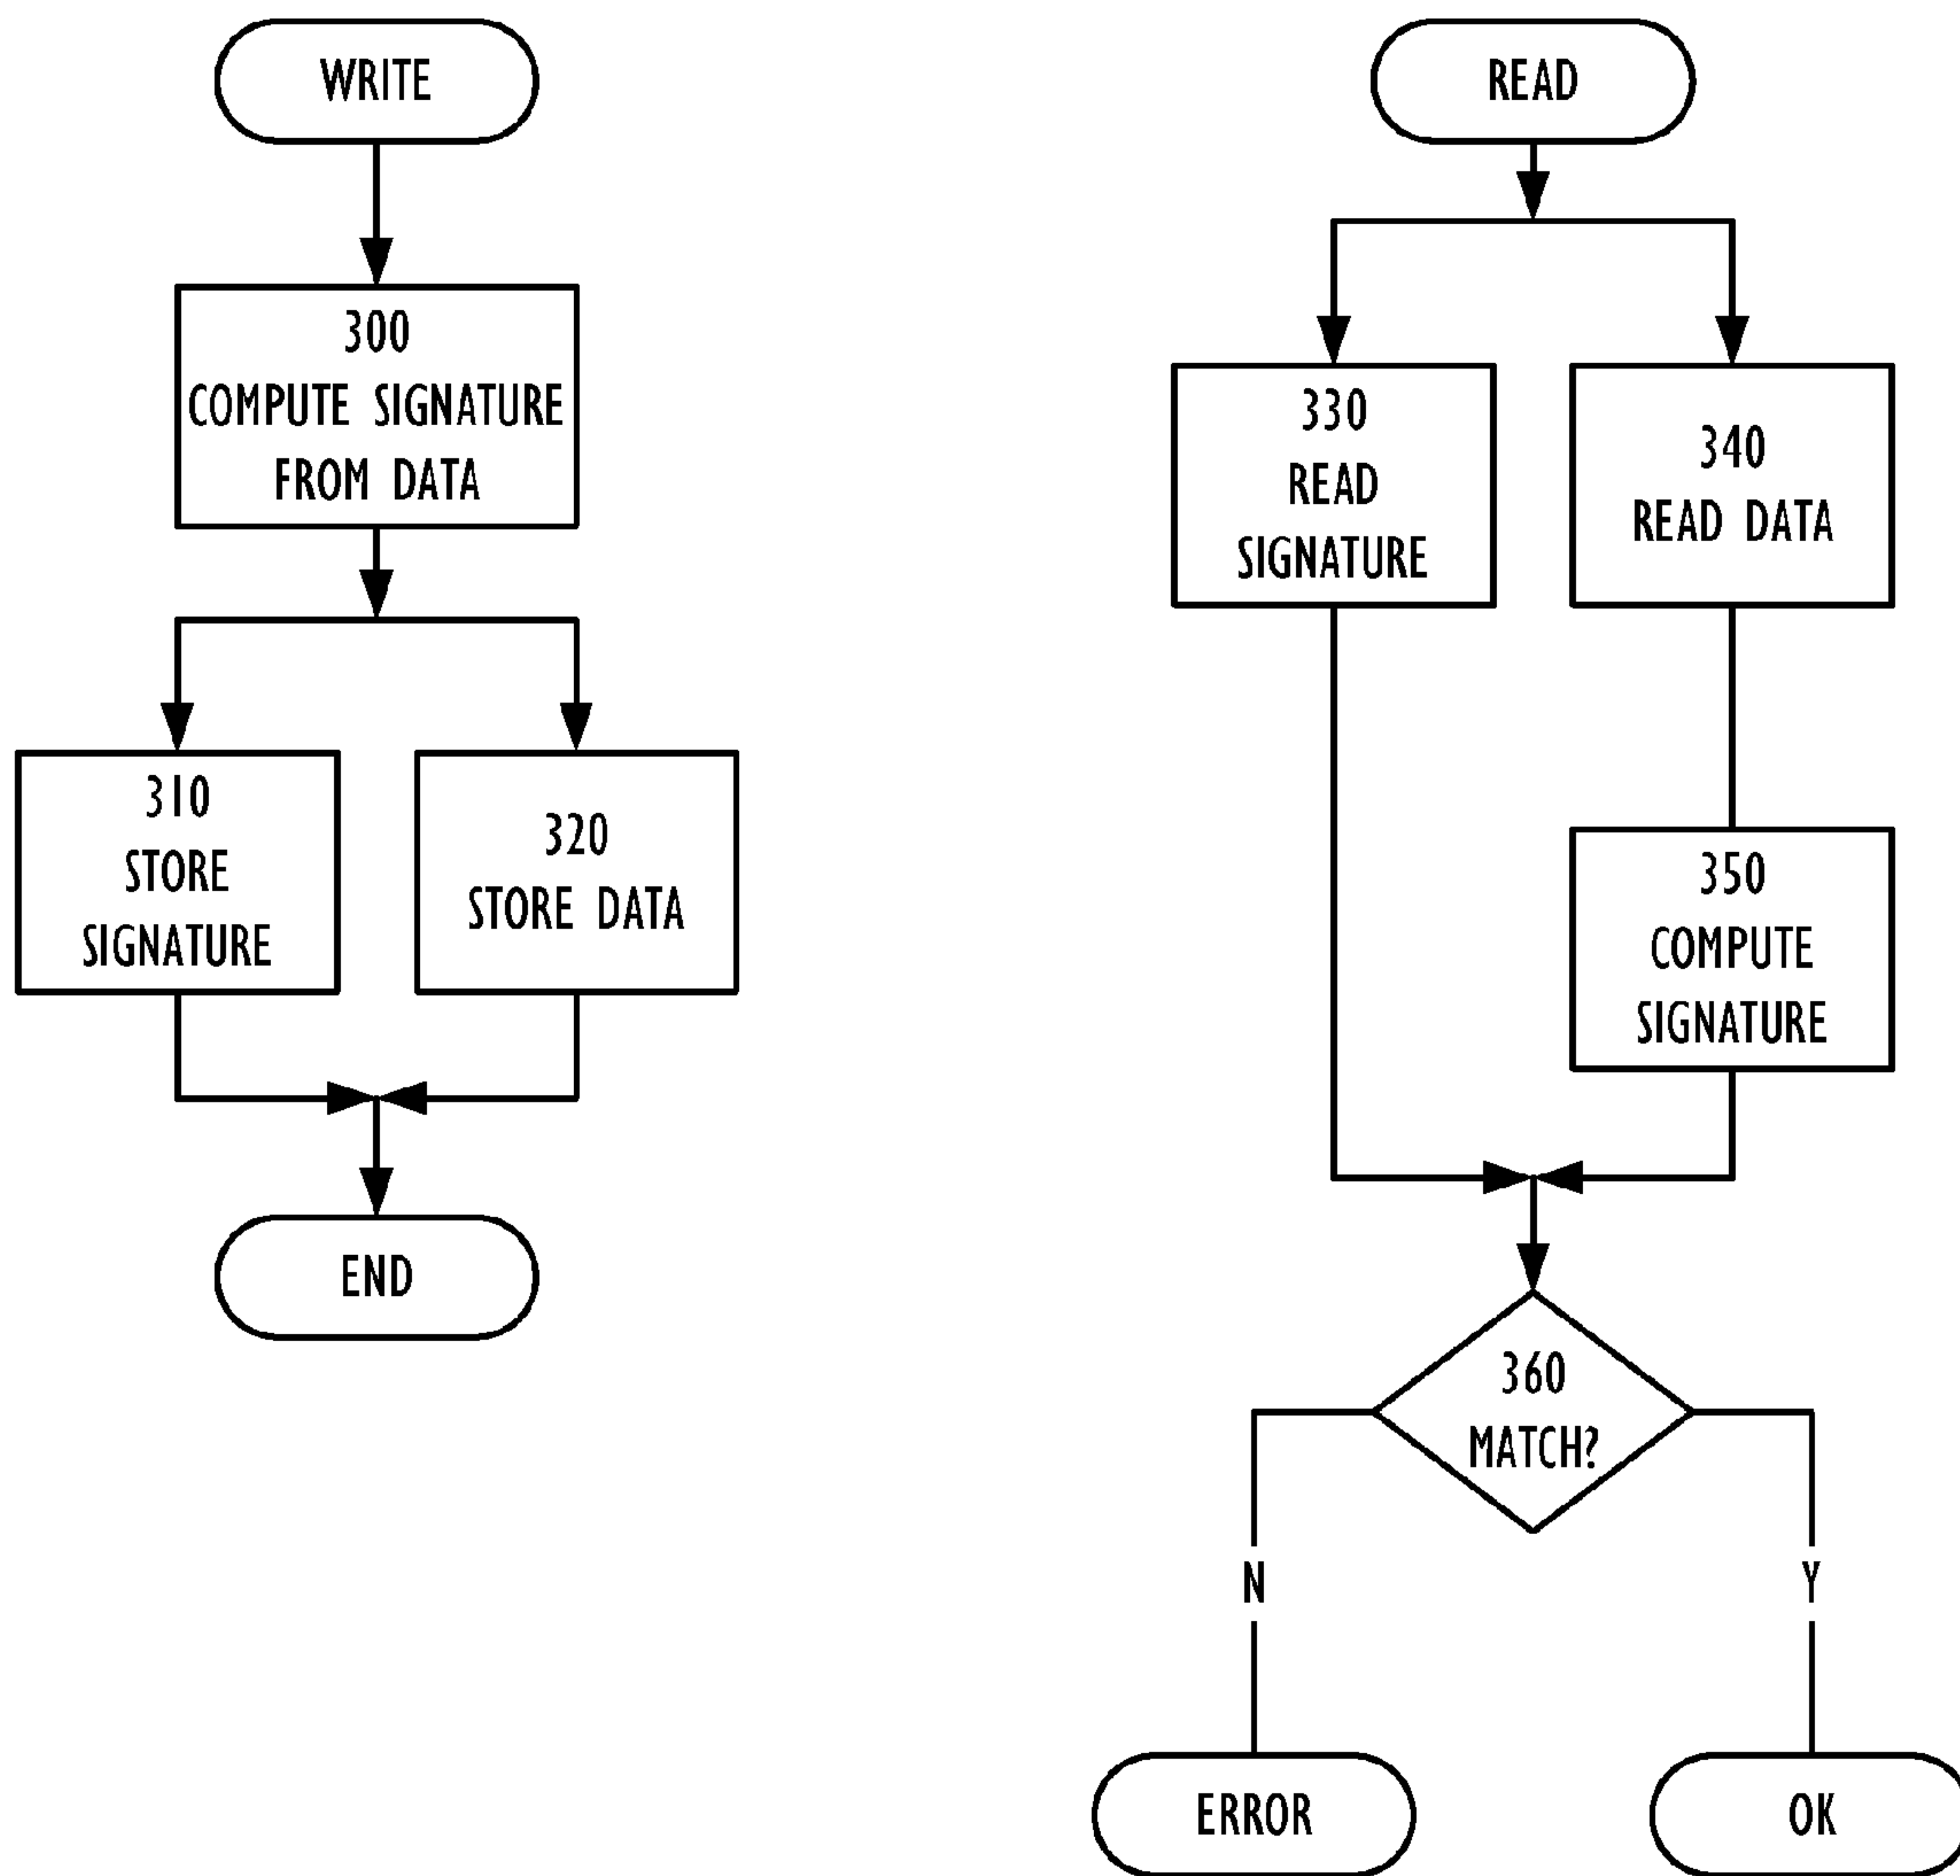 WRITE
300
COMPUTE SIGNATURE
FROM DATA
310
STORE
SIGNATURE
320
STORE DATA
END
READ
330
READ
SIGNATURE
340
READ DATA
350
COMPUTE
SIGNATURE
360
MATCH?
N
Y
ERROR
OK